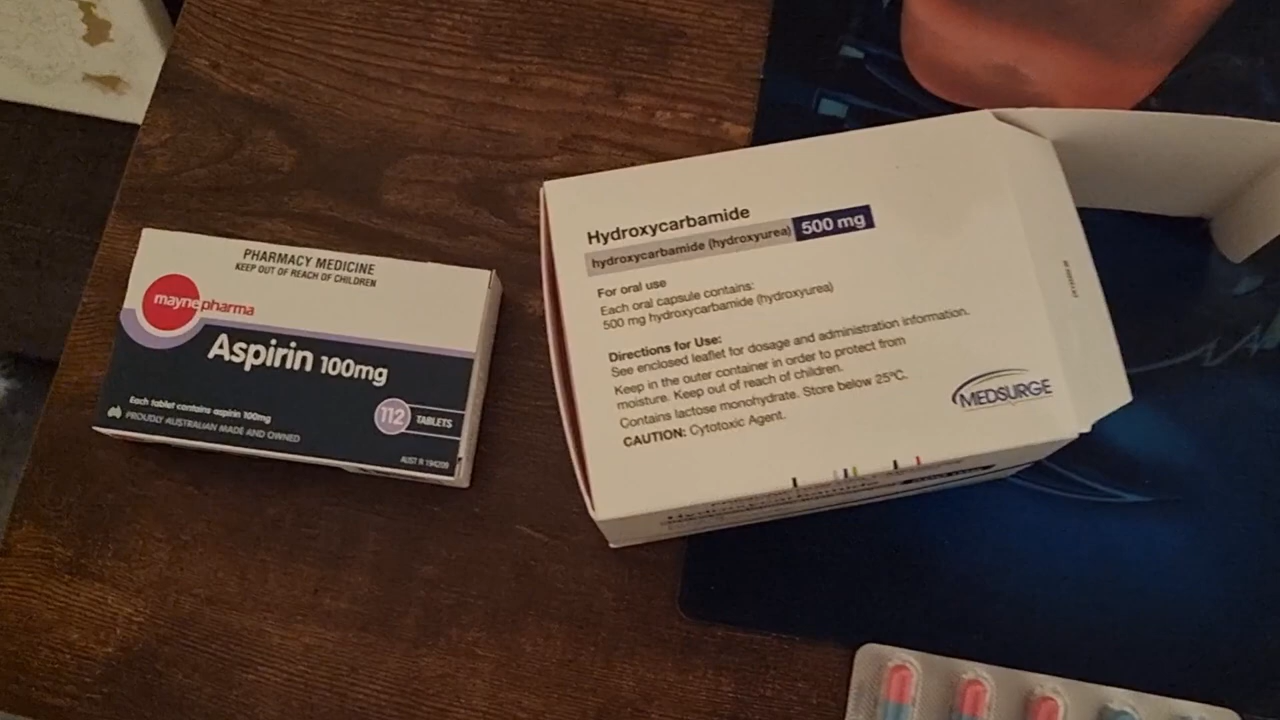 PHARMACY MEDICINE
KEEP OUT OF REACH OF CHILDREN
maynepharma
Aspirin 100mg
Each tablet contains aspirin 100mg
PROUDLY AUSTRALIAN MADE AND OWNED
112 TABLETS
AUST R 194209
Hydroxycarbamide
hydroxycarbamide (hydroxyurea) 500 mg
For oral use
Each oral capsule contains:
500 mg hydroxycarbamide (hydroxyurea)
Directions for Use:
See enclosed leaflet for dosage and administration information.
Keep in the outer container in order to protect from
moisture. Keep out of reach of children.
Contains lactose monohydrate. Store below 25°C.
CAUTION: Cytotoxic Agent.
MEDSURGE
Hydroxycarbamide